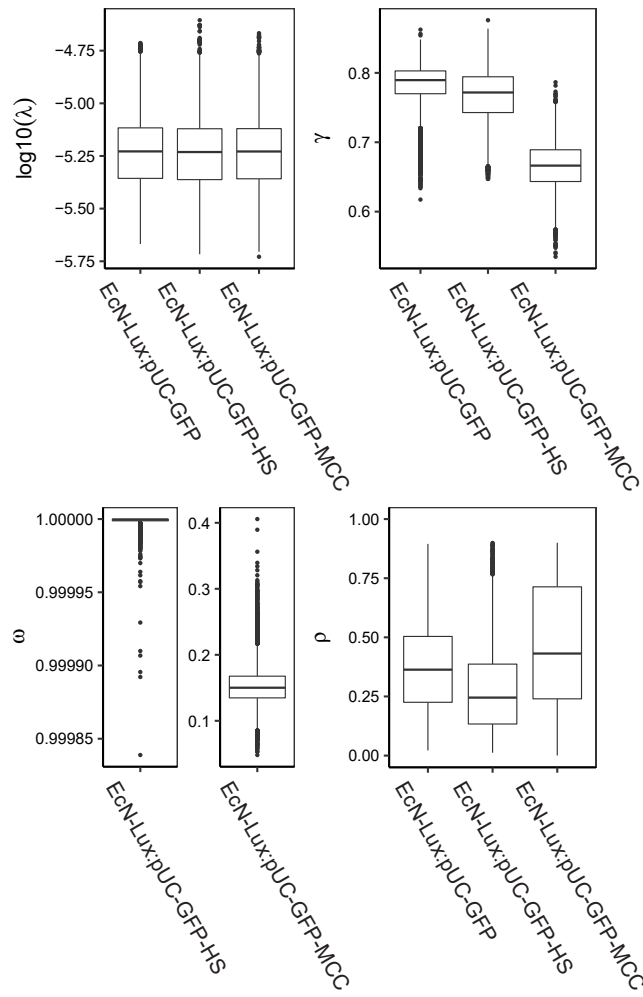 log10(λ)
−4.75
−5.00
−5.25
−5.50
−5.75
EcN-Lux:pUC-GFP
EcN-Lux:pUC-GFP-HS
EcN-Lux:pUC-GFP-MCC
γ
0.8
0.7
0.6
EcN-Lux:pUC-GFP
EcN-Lux:pUC-GFP-HS
EcN-Lux:pUC-GFP-MCC
ω
1.00000
0.99995
0.99990
0.99985
EcN-Lux:pUC-GFP-HS
0.4
0.3
0.2
0.1
EcN-Lux:pUC-GFP-MCC
ρ
1.00
0.75
0.50
0.25
0.00
EcN-Lux:pUC-GFP
EcN-Lux:pUC-GFP-HS
EcN-Lux:pUC-GFP-MCC